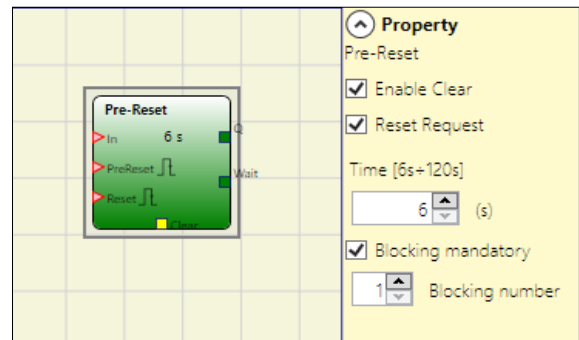 Pre-Reset
In
6 s
Q
PreReset
Wait
Reset
Clear
Property
Pre-Reset
Enable Clear
Reset Request
Time [6s÷120s]
6 (s)
Blocking mandatory
1 Blocking number